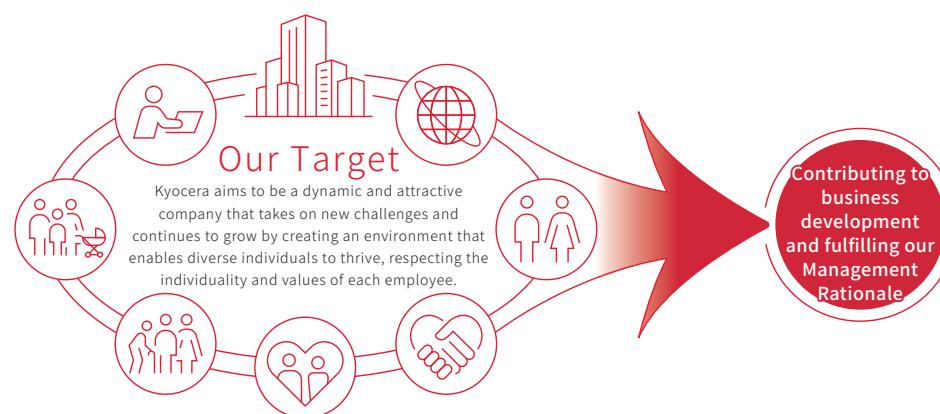 Our Target
Kyocera aims to be a dynamic and attractive
company that takes on new challenges and
continues to grow by creating an environment that
enables diverse individuals to thrive, respecting the
individuality and values of each employee.
Contributing to
business
development
and fulfilling our
Management
Rationale